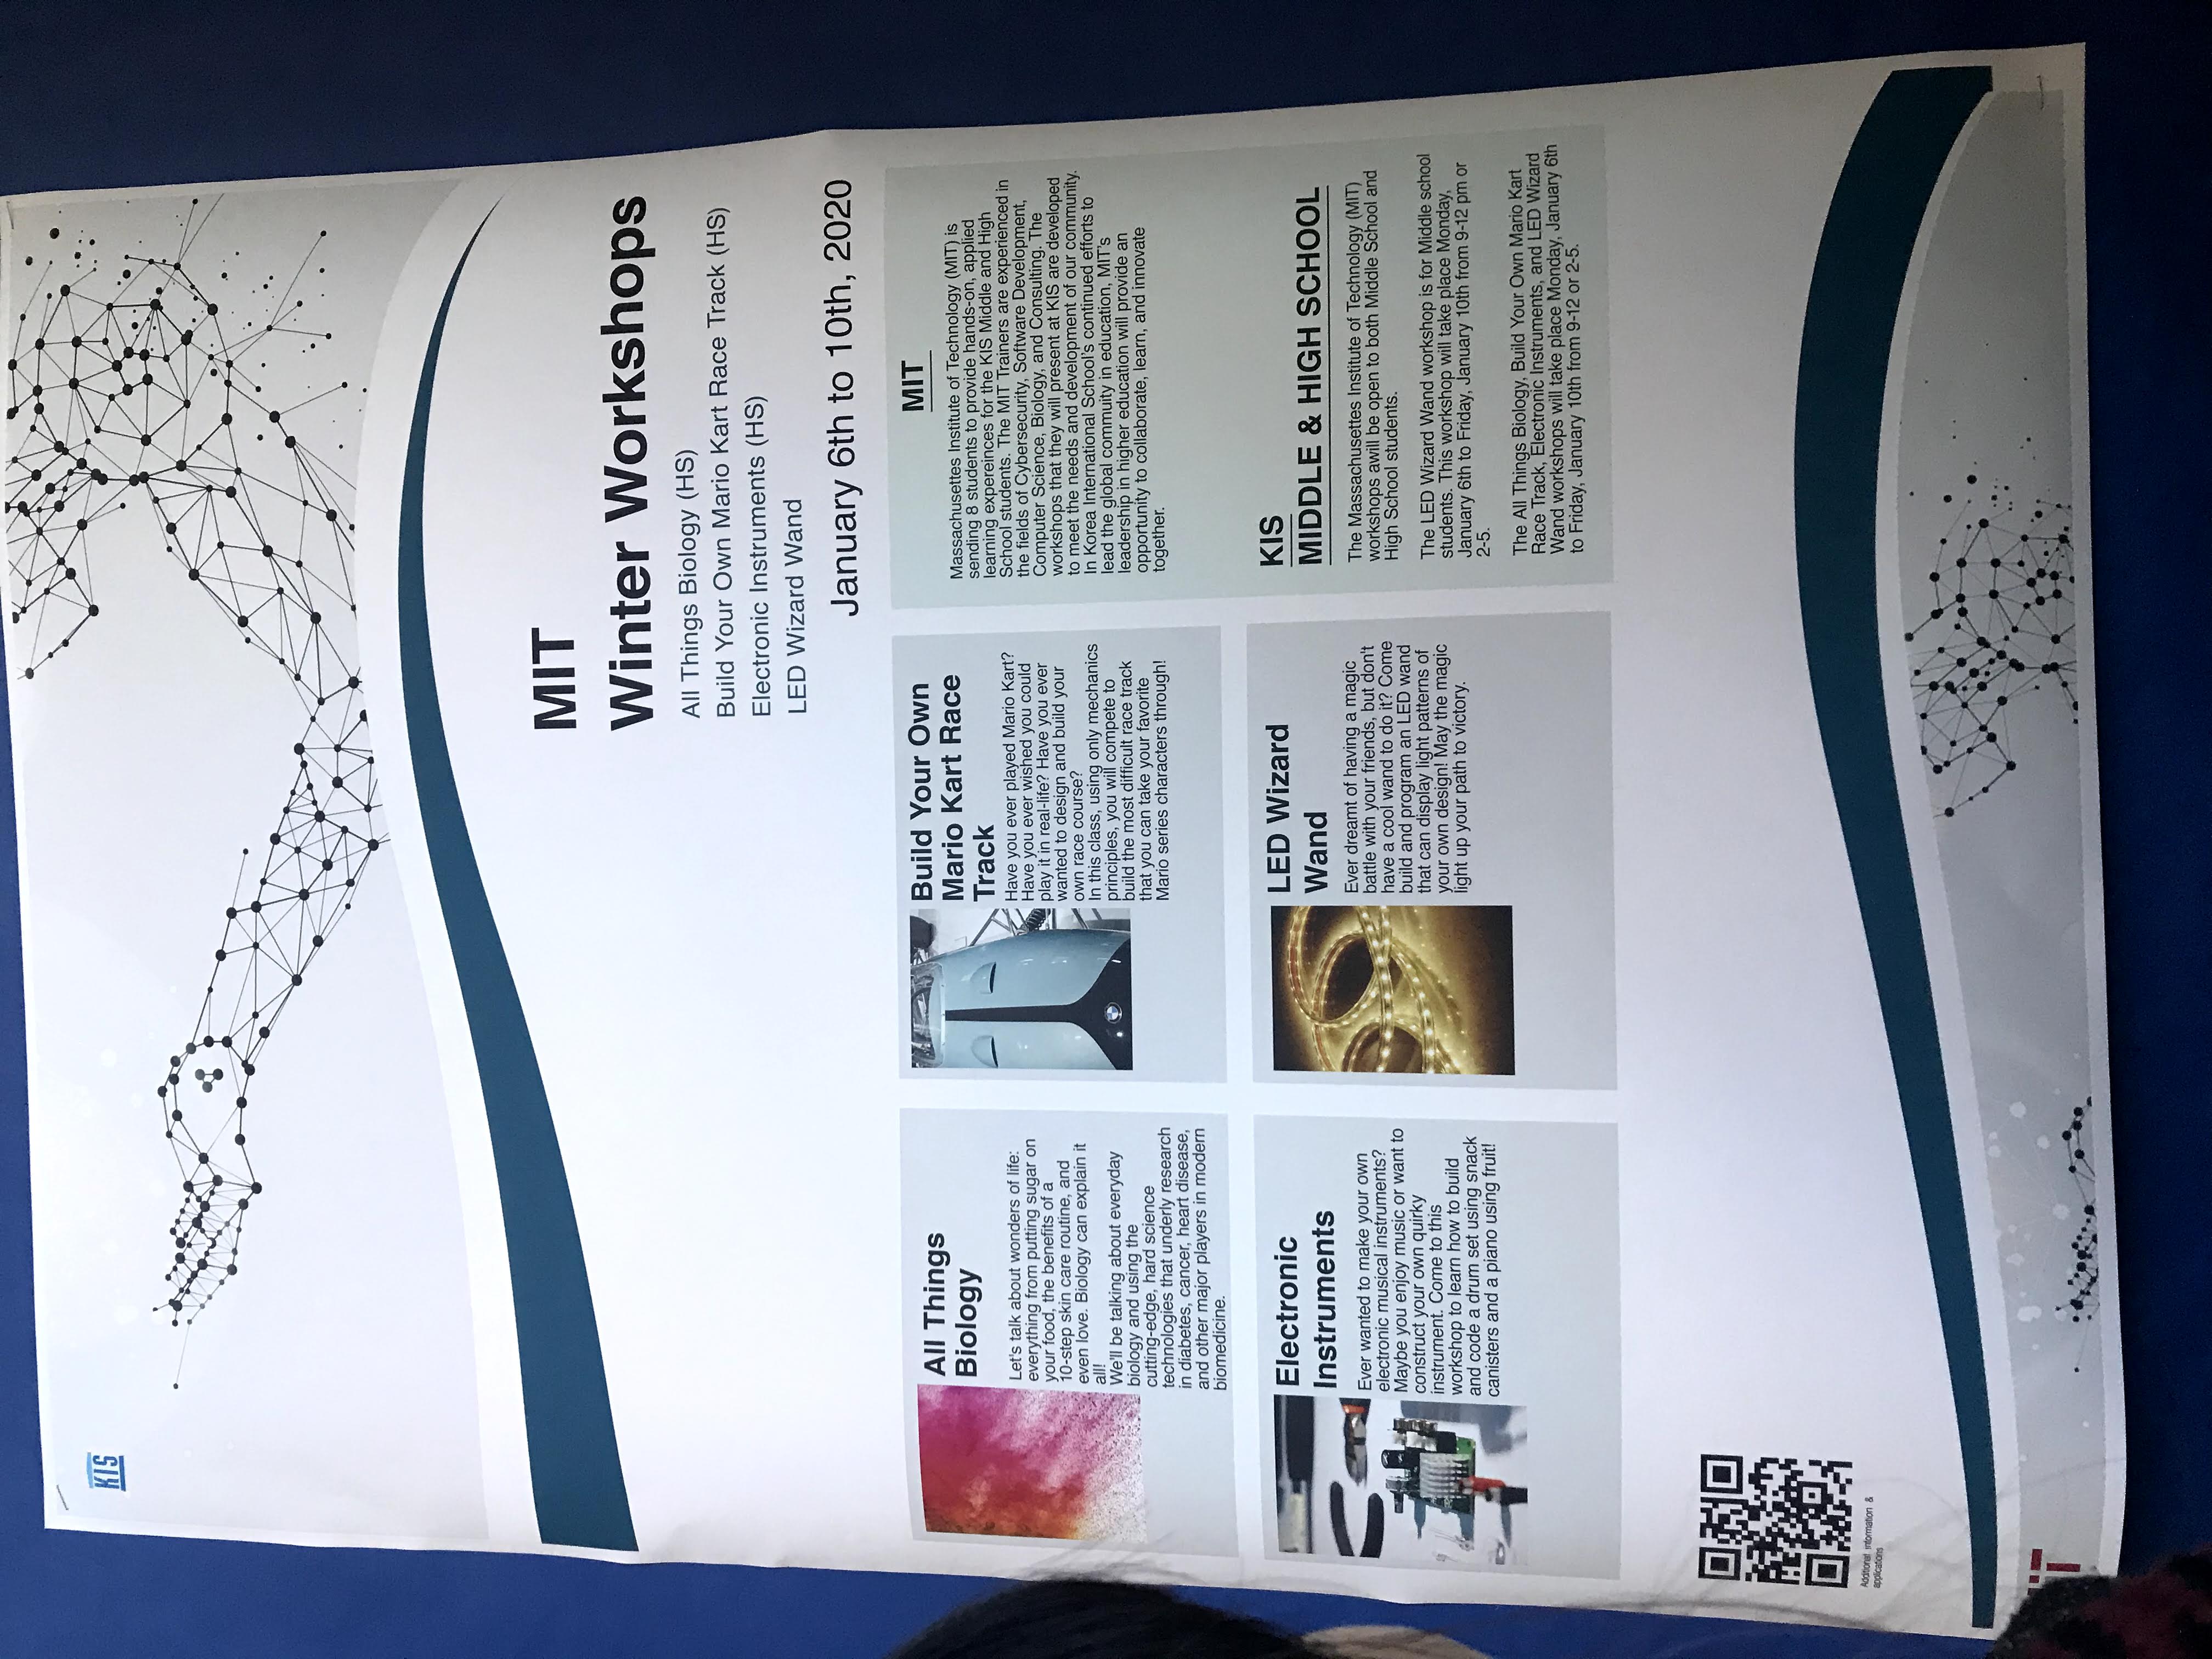 KIS
MIT
Winter Workshops
All Things Biology (HS)
Build Your Own Mario Kart Race Track (HS)
Electronic Instruments (HS)
LED Wizard Wand
January 6th to 10th, 2020
All Things
Biology
Let's talk about wonders of life:
everything from putting sugar on
your food, the benefits of a
10-step skin care routine, and
even love. Biology can explain it
all!
We'll be talking about everyday
biology and using the
cutting-edge, hard science
technologies that underly research
in diabetes, cancer, heart disease,
and other major players in modern
biomedicine.
Build Your Own
Mario Kart Race
Track
Have you ever played Mario Kart?
Have you ever wished you could
play it in real-life? Have you ever
wanted to design and build your
own race course?
In this class, using only mechanics
principles, you will compete to
build the most difficult race track
that you can take your favorite
Mario series characters through!
MIT
Massachusettes Institute of Technology (MIT) is
sending 8 students to provide hands-on, applied
learning expereinces for the KIS Middle and High
School students. The MIT Trainers are experienced in
the fields of Cybersecurity, Software Development,
Computer Science, Biology, and Consulting. The
workshops that they will present at KIS are developed
to meet the needs and development of our community.
In Korea International School's continued efforts to
lead the global commuity in education, MIT's
leadership in higher education will provide an
opportunity to collaborate, learn, and innovate
together.
Electronic
Instruments
Ever wanted to make your own
electronic musical instruments?
Maybe you enjoy music or want to
construct your own quirky
instrument. Come to this
workshop to learn how to build
and code a drum set using snack
canisters and a piano using fruit!
LED Wizard
Wand
Ever dreamt of having a magic
battle with your friends, but don't
have a cool wand to do it? Come
build and program an LED wand
that can display light patterns of
your own design! May the magic
light up your path to victory.
KIS
MIDDLE & HIGH SCHOOL
The Massachusettes Institute of Technology (MIT)
workshops awill be open to both Middle School and
High School students.
The LED Wizard Wand workshop is for Middle school
students. This workshop will take place Monday,
January 6th to Friday, January 10th from 9-12 pm or
2-5.
The All Things Biology, Build Your Own Mario Kart
Race Track, Electronic Instruments, and LED Wizard
Wand workshops will take place Monday, January 6th
to Friday, January 10th from 9-12 or 2-5.
Additional information &
applications